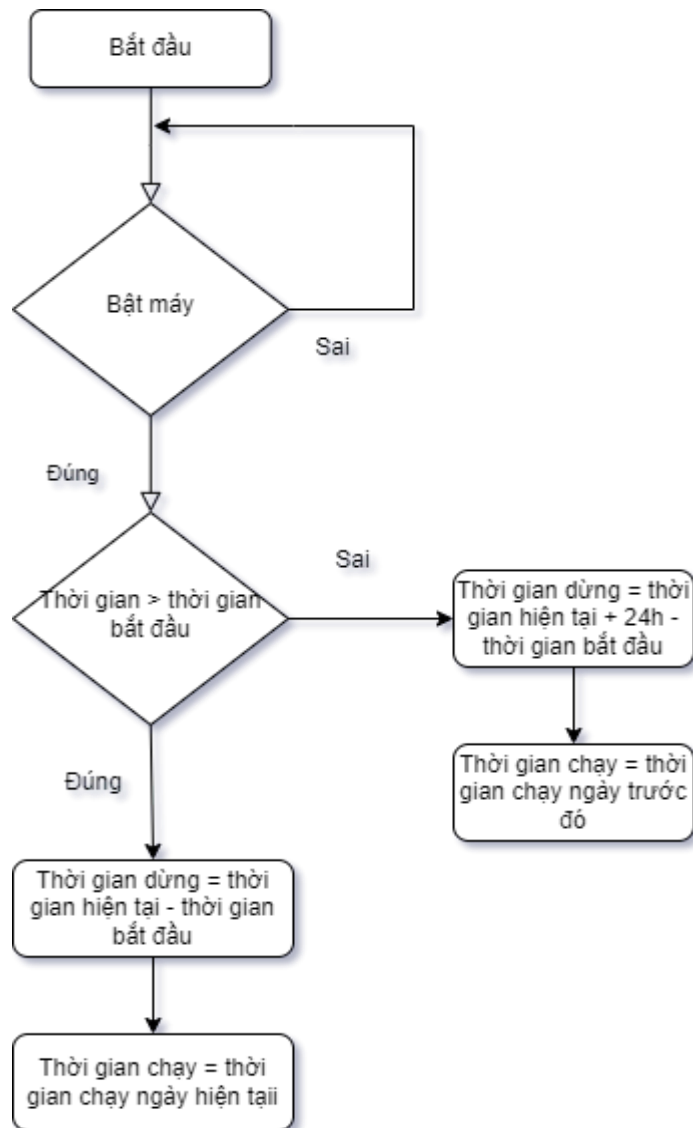 Bắt đầu
Bật máy
Sai
Đúng
Thời gian > thời gian
bắt đầu
Sai
Thời gian dừng = thời
gian hiện tại + 24h -
thời gian bắt đầu
Thời gian chạy = thời
gian chạy ngày trước
đó
Đúng
Thời gian dừng = thời
gian hiện tại - thời gian
bắt đầu
Thời gian chạy = thời
gian chạy ngày hiện tạii